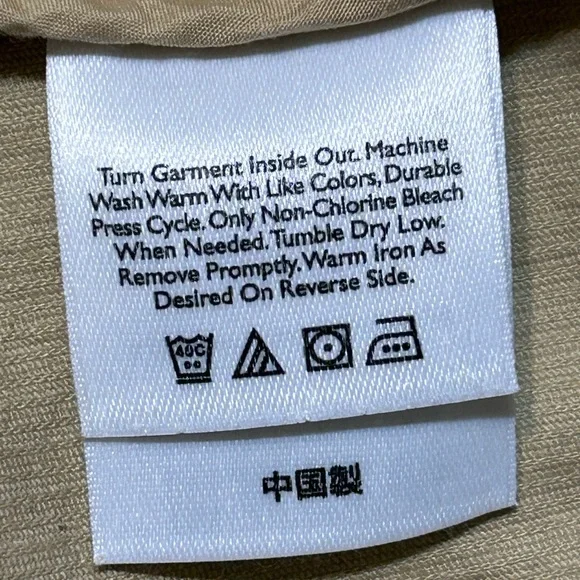 Turn Garment Inside Out. Machine
Wash Warm With Like Colors, Durable
Press Cycle. Only Non-Chlorine Bleach
When Needed. Tumble Dry Low.
Remove Promptly. Warm Iron As
Desired On Reverse Side.
40C
中国製